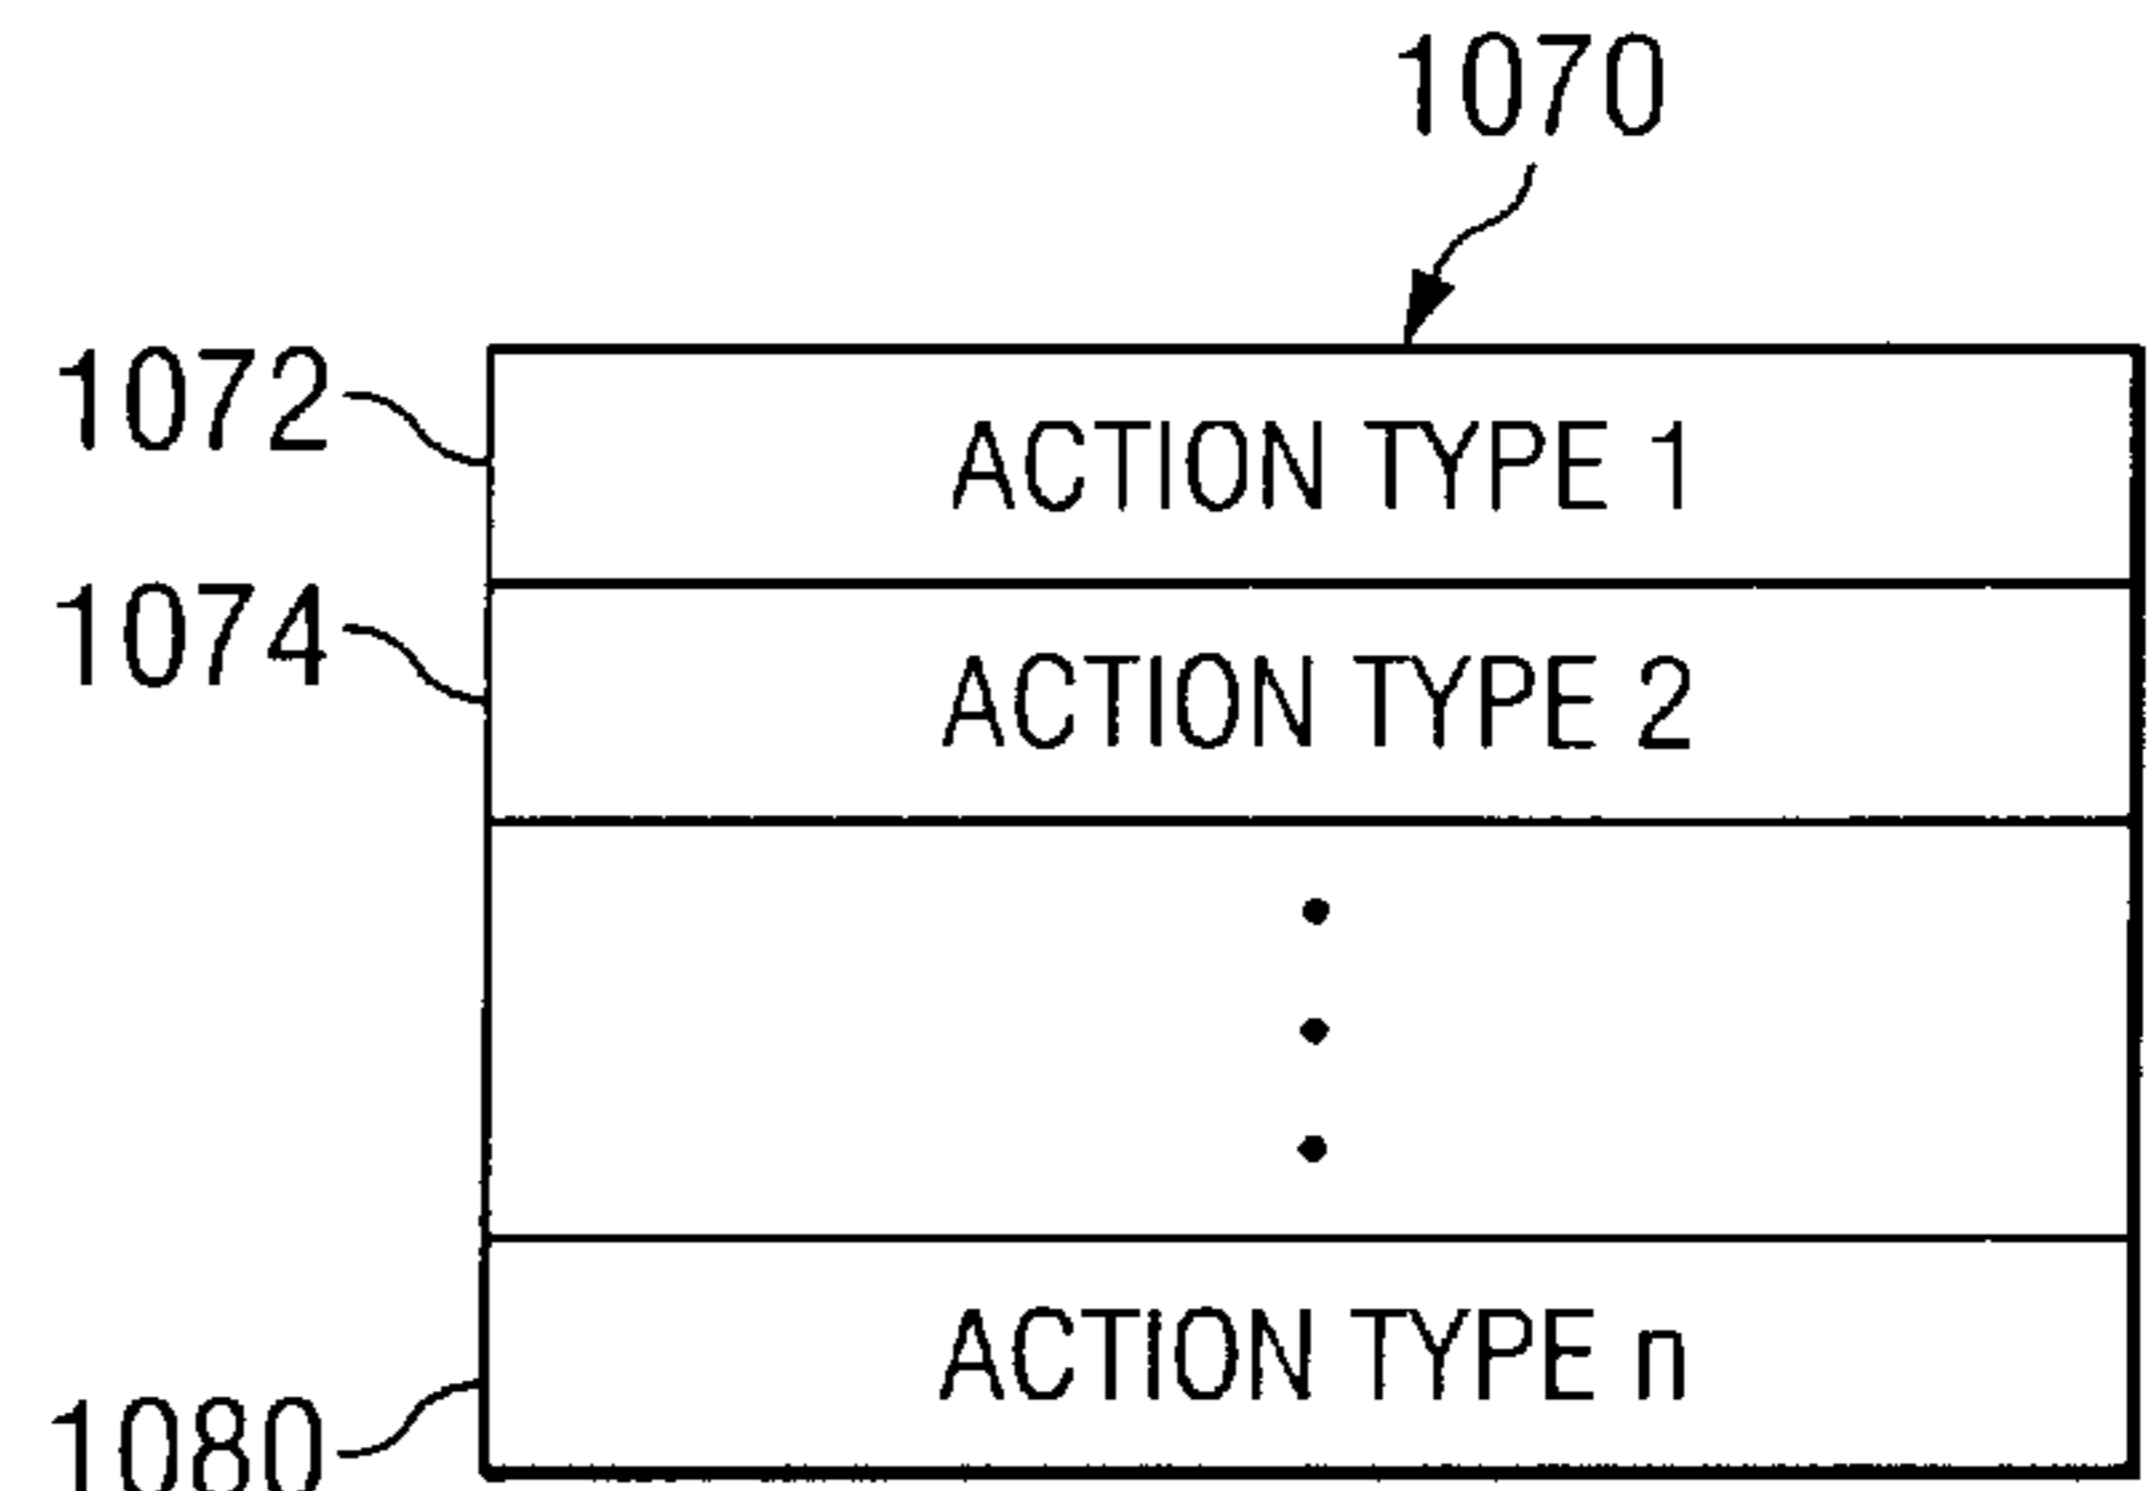 1070
1072 ACTION TYPE 1
1074 ACTION TYPE 2
ACTION TYPE n
1080